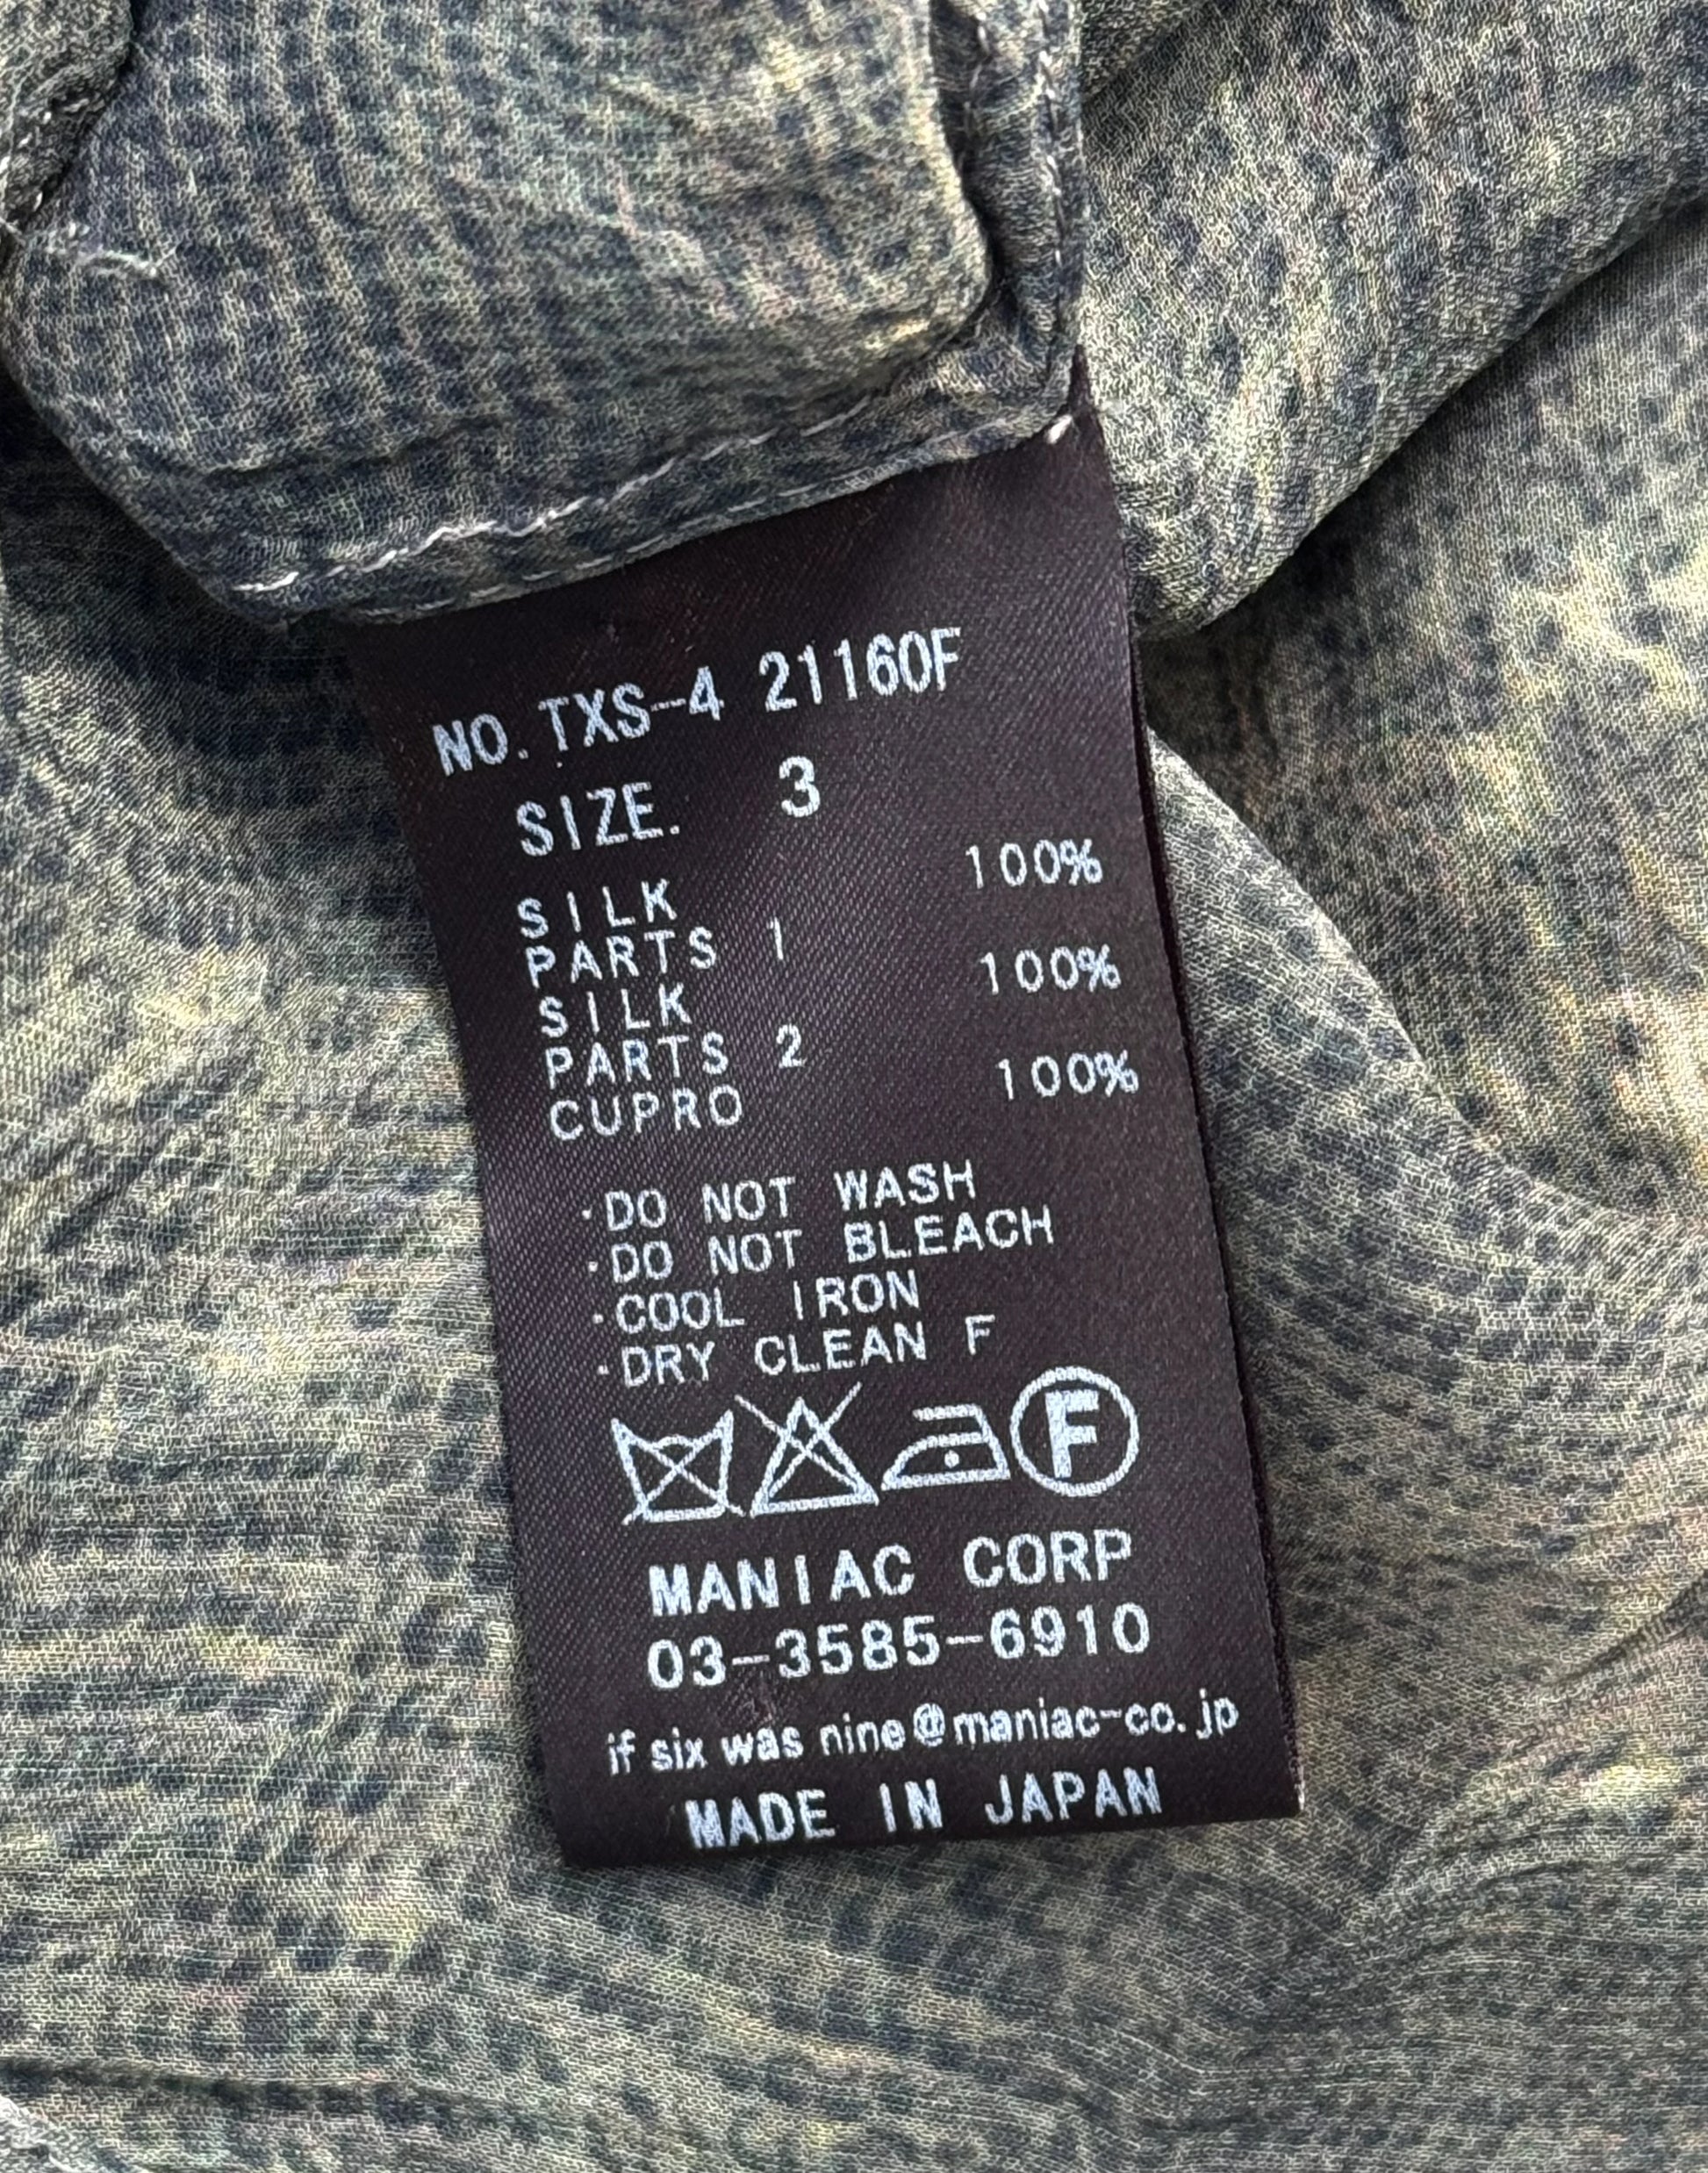 NO. TXS-4 21160F
SIZE. 3
SILK 100%
PARTS 1
SILK 100%
PARTS 2
CUPRO 100%
·DO NOT WASH
·DO NOT BLEACH
·COOL IRON
·DRY CLEAN F
F
MANIAC CORP
03-3585-6910
if six was nine@maniac-co.jp
MADE IN JAPAN